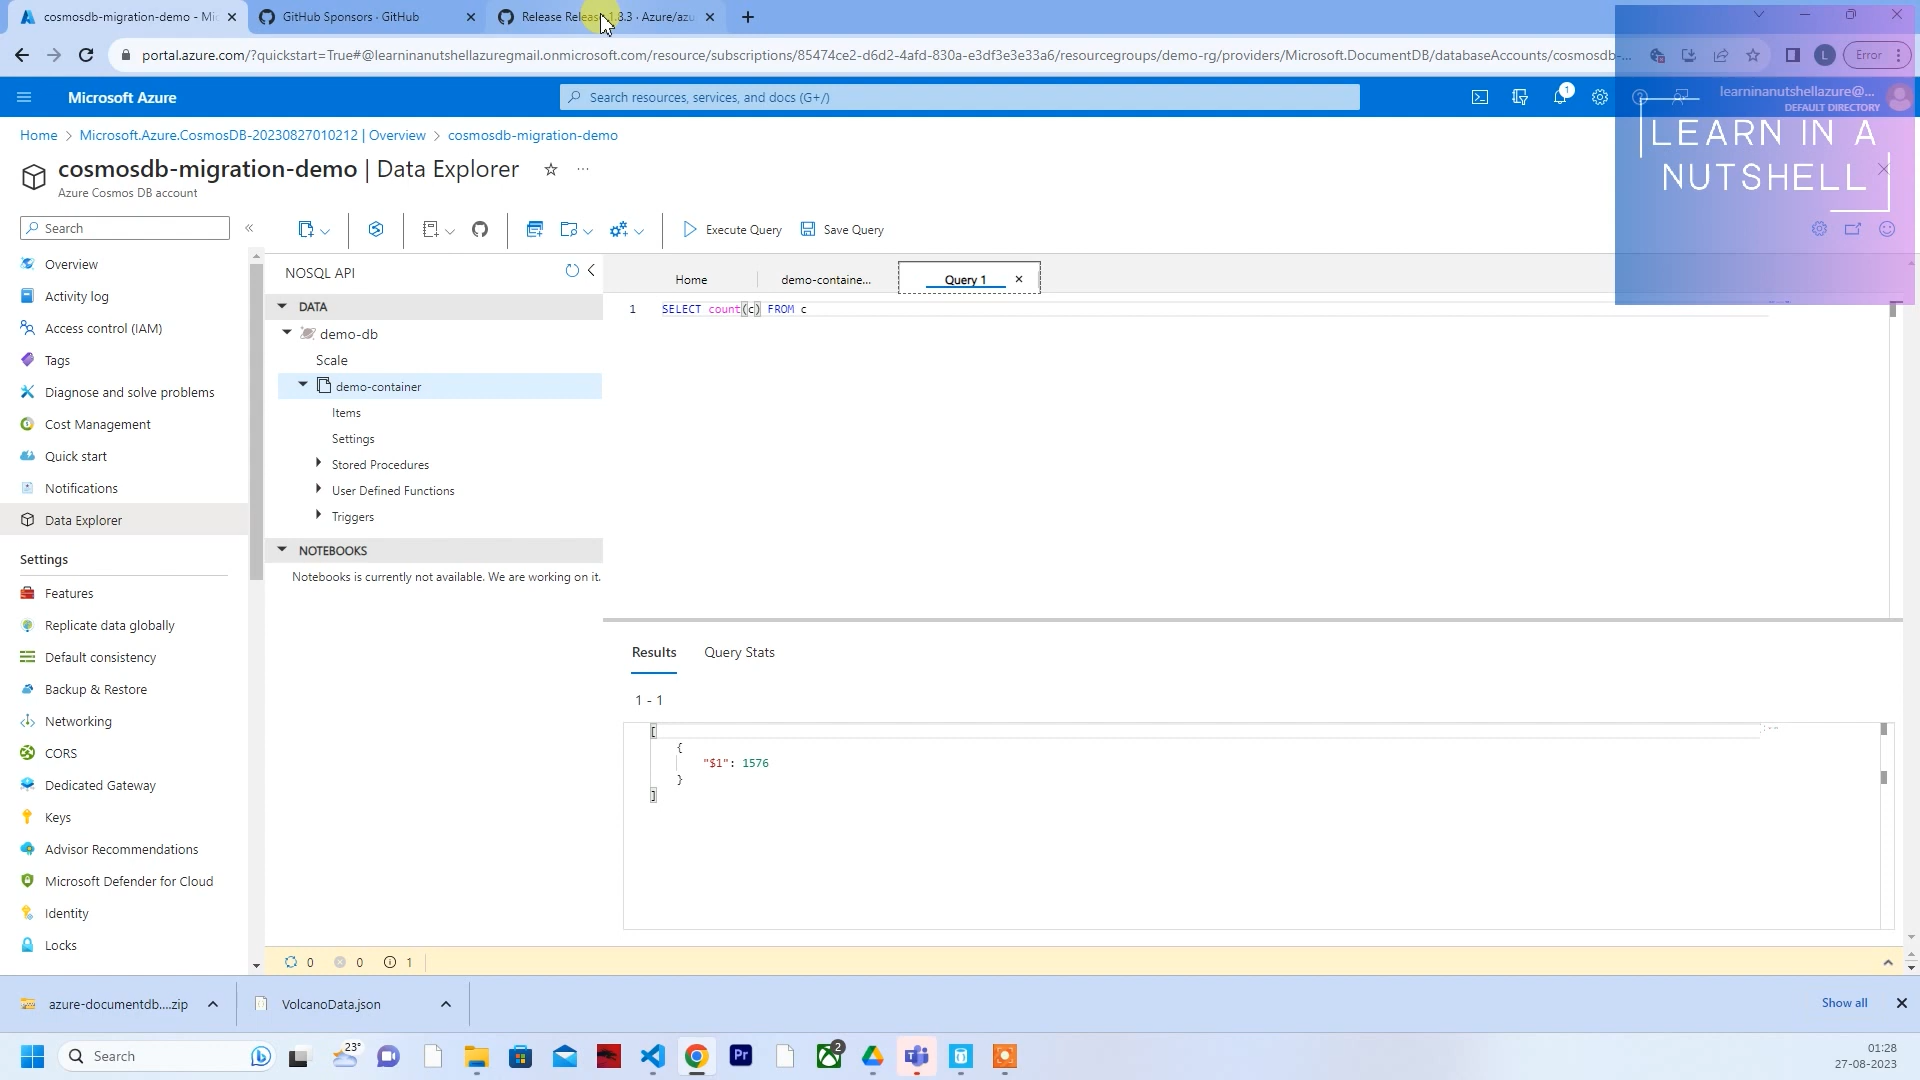 cosmosdb-migration-demo - Mi
GitHub Sponsors · GitHub
Release Release 1.8.3 · Azure/azu
portal.azure.com/?quickstart=True#@learninanutshellazuregmail.onmicrosoft.com/resource/subscriptions/85474ce2-d6d2-4afd-830a-e3df3e3e33a6/resourcegroups/demo-rg/providers/Microsoft.DocumentDB/databaseAccounts/cosmosdb-...
L
Error
Microsoft Azure
Search resources, services, and docs (G+/)
1
learninanutshellazure@...
DEFAULT DIRECTORY
LEARN IN A
NUTSHELL
Home > Microsoft.Azure.CosmosDB-20230827010212 | Overview > cosmosdb-migration-demo
cosmosdb-migration-demo | Data Explorer
Azure Cosmos DB account
Search
Execute Query
Save Query
Overview
Activity log
Access control (IAM)
Tags
Diagnose and solve problems
Cost Management
Quick start
Notifications
Data Explorer
Settings
Features
Replicate data globally
Default consistency
Backup & Restore
Networking
CORS
Dedicated Gateway
Keys
Advisor Recommendations
Microsoft Defender for Cloud
Identity
Locks
NOSQL API
DATA
demo-db
Scale
demo-container
Items
Settings
Stored Procedures
User Defined Functions
Triggers
NOTEBOOKS
Notebooks is currently not available. We are working on it.
Home
demo-containe...
Query 1
1 SELECT count(c) FROM c
Results
Query Stats
1 - 1
[
{
"$1": 1576
}
]
0
0
1
azure-documentdb....zip
VolcanoData.json
Show all
Search
23°
Pr
2
01:28
27-08-2023